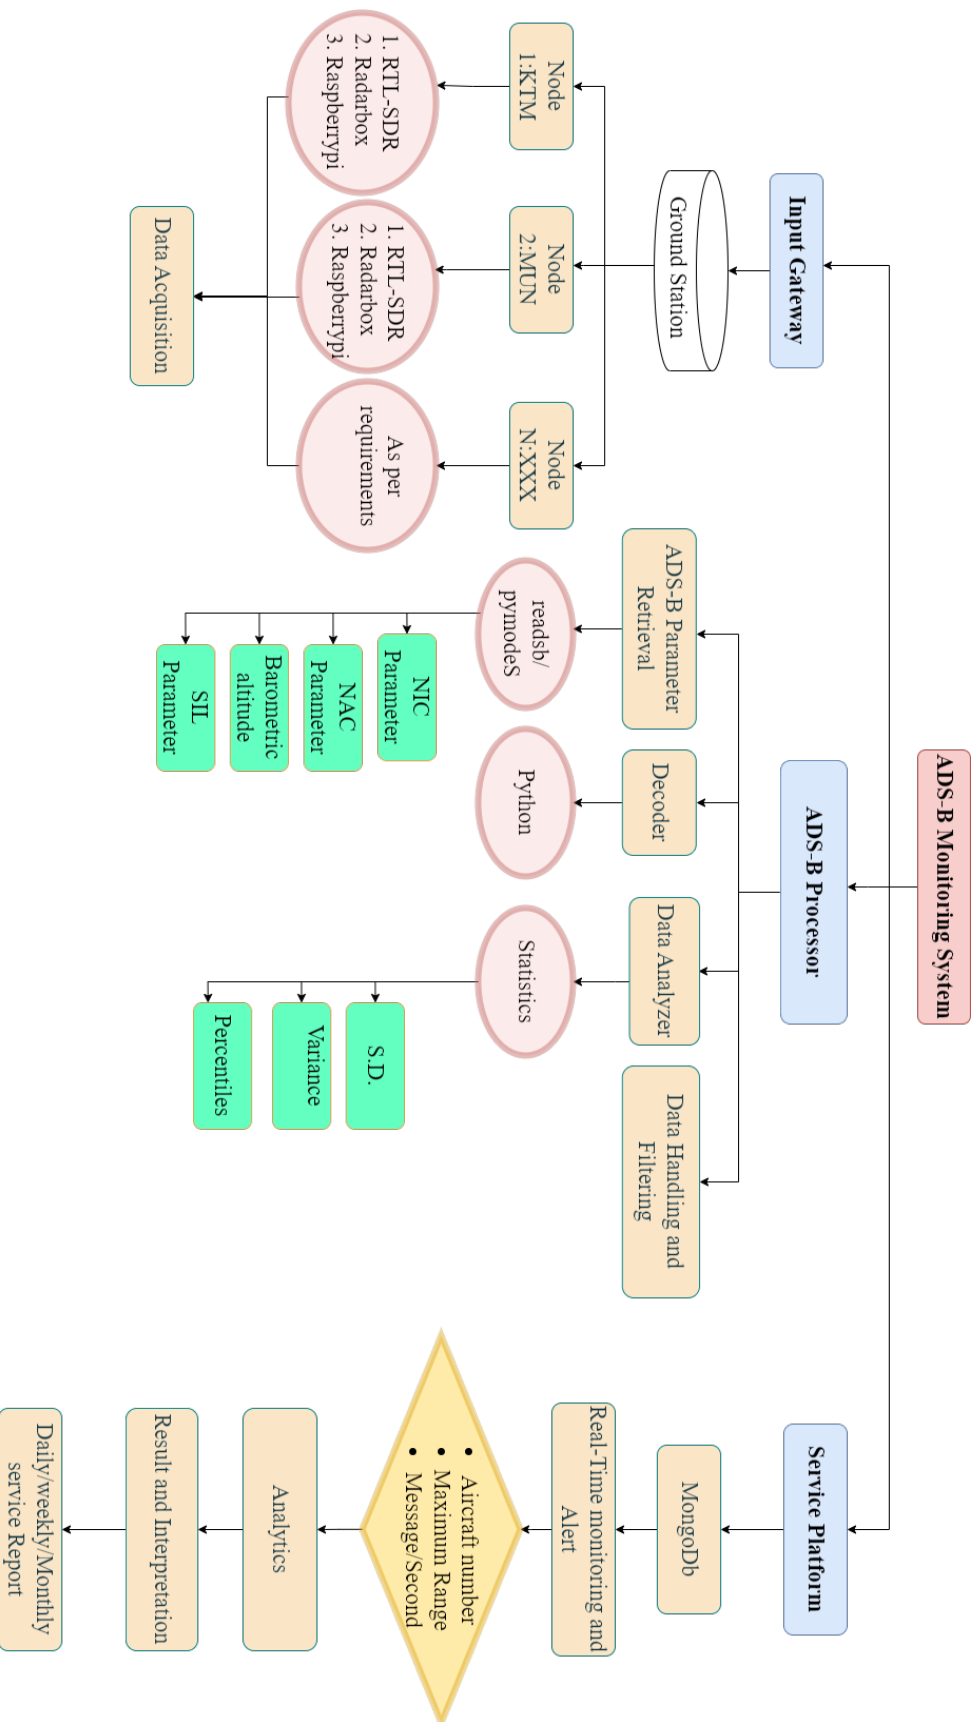 ADS-B Monitoring System
Input Gateway
ADS-B Processor
Service Platform
Ground Station
Node
1:KTM
Node
2:MUN
Node
N:XXX
1. RTL-SDR
2. Radarbox
3. Raspberrypi
1. RTL-SDR
2. Radarbox
3. Raspberrypi
As per
requirements
Data Acquisition
ADS-B Parameter
Retrieval
Decoder
Data Analyzer
Data Handling and
Filtering
readsb/
pymodeS
Python
Statistics
NIC
Parameter
NAC
Parameter
Barometric
altitude
SIL
Parameter
S.D.
Variance
Percentiles
MongoDb
Real-Time monitoring and
Alert
• Aircraft number
• Maximum Range
• Message/Second
Analytics
Result and Interpretation
Daily/weekly/Monthly
service Report